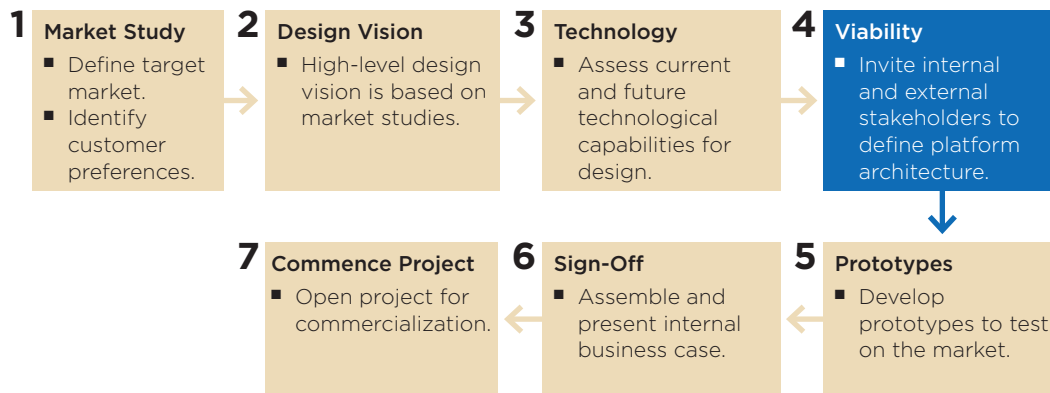 1 Market Study
■ Define target
market.
■ Identify
customer
preferences.
2 Design Vision
■ High-level design
vision is based on
market studies.
3 Technology
■ Assess current
and future
technological
capabilities for
design.
4 Viability
■ Invite internal
and external
stakeholders to
define platform
architecture.
5 Prototypes
■ Develop
prototypes to test
on the market.
6 Sign-Off
■ Assemble and
present internal
business case.
7 Commence Project
■ Open project for
commercialization.